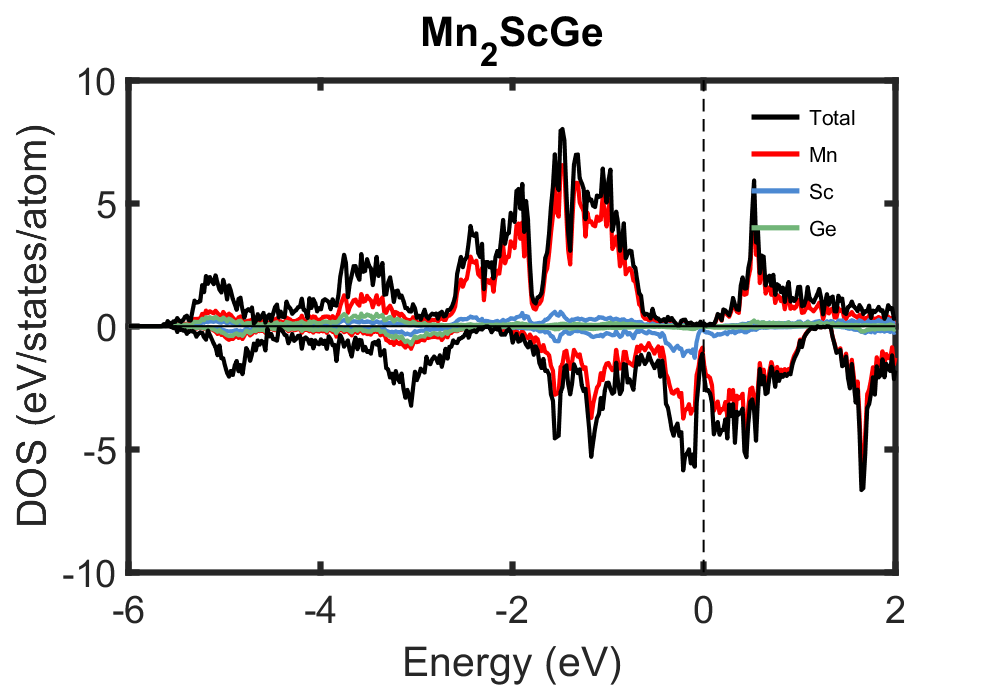 Mn2ScGe
10
5
0
-5
-10
DOS (eV/states/atom)
Total
Mn
Sc
Ge
-6
-4
-2
0
2
Energy (eV)